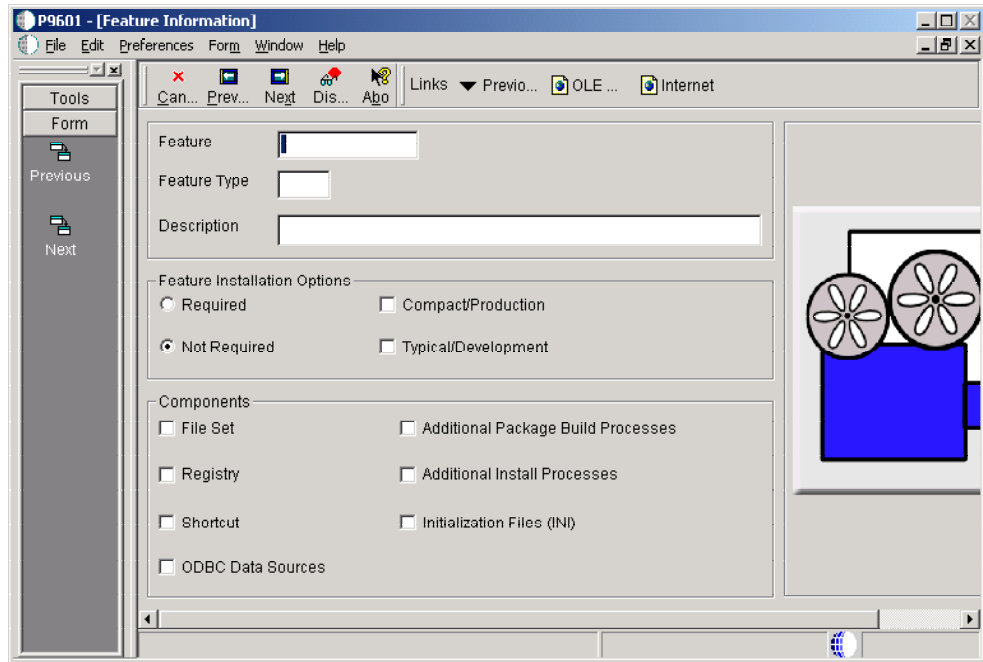 P9601 - [Feature Information]
File Edit Preferences Form Window Help
Tools
Form
Previous
Next
Can... Prev... Next Dis... Abo
Links Previo... OLE ... Internet
Feature
Feature Type
Description
Feature Installation Options
Required Compact/Production
Not Required Typical/Development
Components
File Set Additional Package Build Processes
Registry Additional Install Processes
Shortcut Initialization Files (INI)
ODBC Data Sources